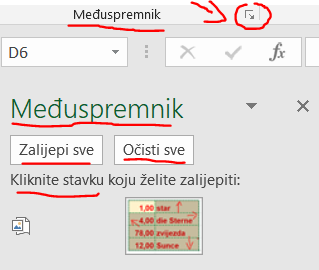 Međuspremnik
D6
fx
Međuspremnik
Zalijepi sve
Očisti sve
Kliknite stavku koju želite zalijepiti:
1,00 star
4,00 die Sterne
78,00 zvijezda
12,00 Sunce